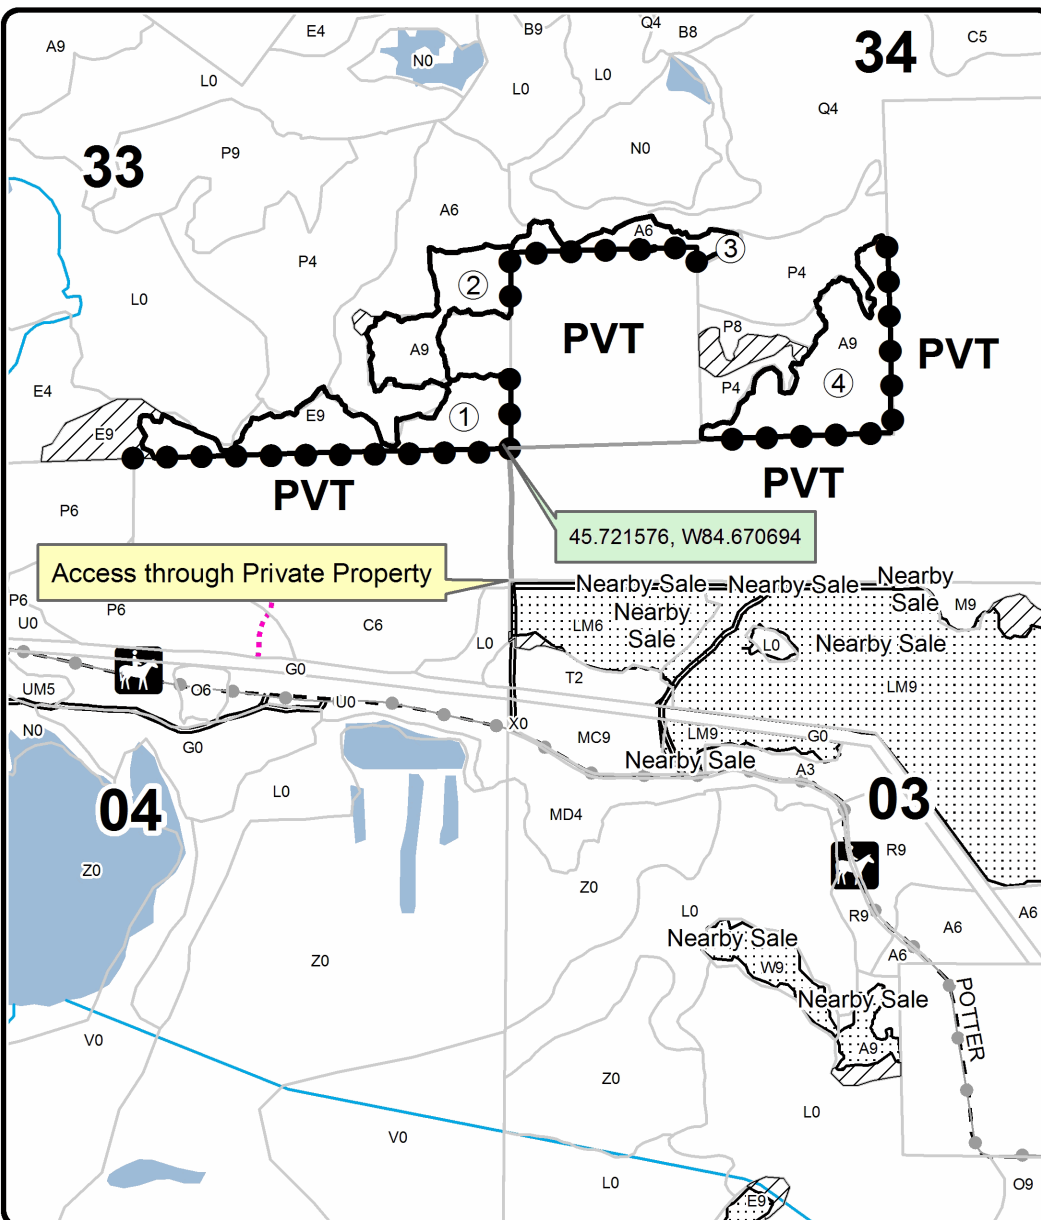 E4
Q4
B9
B8
34
C5
A9
N0
L0
L0
L0
Q4
33
P9
N0
A6
A6
3
P4
P4
2
L0
P8
PVT
A9
A9
PVT
4
P4
E4
E9
1
E9
PVT
PVT
P6
45.721576, W84.670694
Access through Private Property
Nearby Sale
Nearby Sale
Nearby
Sale
P6
P6
M9
Nearby
Sale
U0
C6
LM6
L0
L0
Nearby Sale
G0
T2
UM5
O6
U0
LM9
X0
N0
G0
MC9
LM9
G0
Nearby Sale
A3
L0
04
03
MD4
R9
Z0
Z0
L0
R9
A6
A6
Nearby Sale
A6
Z0
W9
Nearby Sale
POTTER
V0
A9
Z0
L0
V0
L0
O9
E9